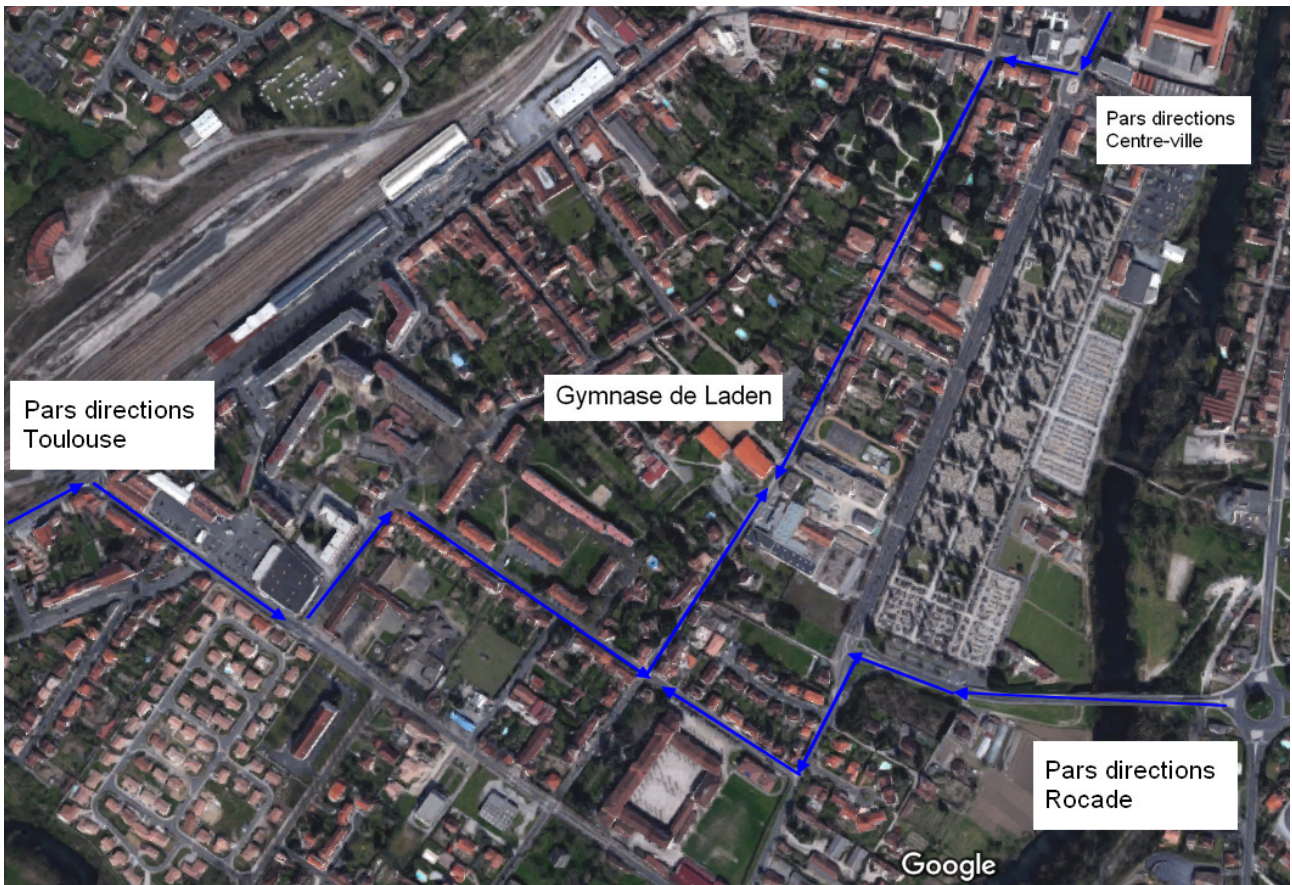 Pars directions
Centre-ville
Gymnase de Laden
Pars directions
Toulouse
Pars directions
Rocade
Google